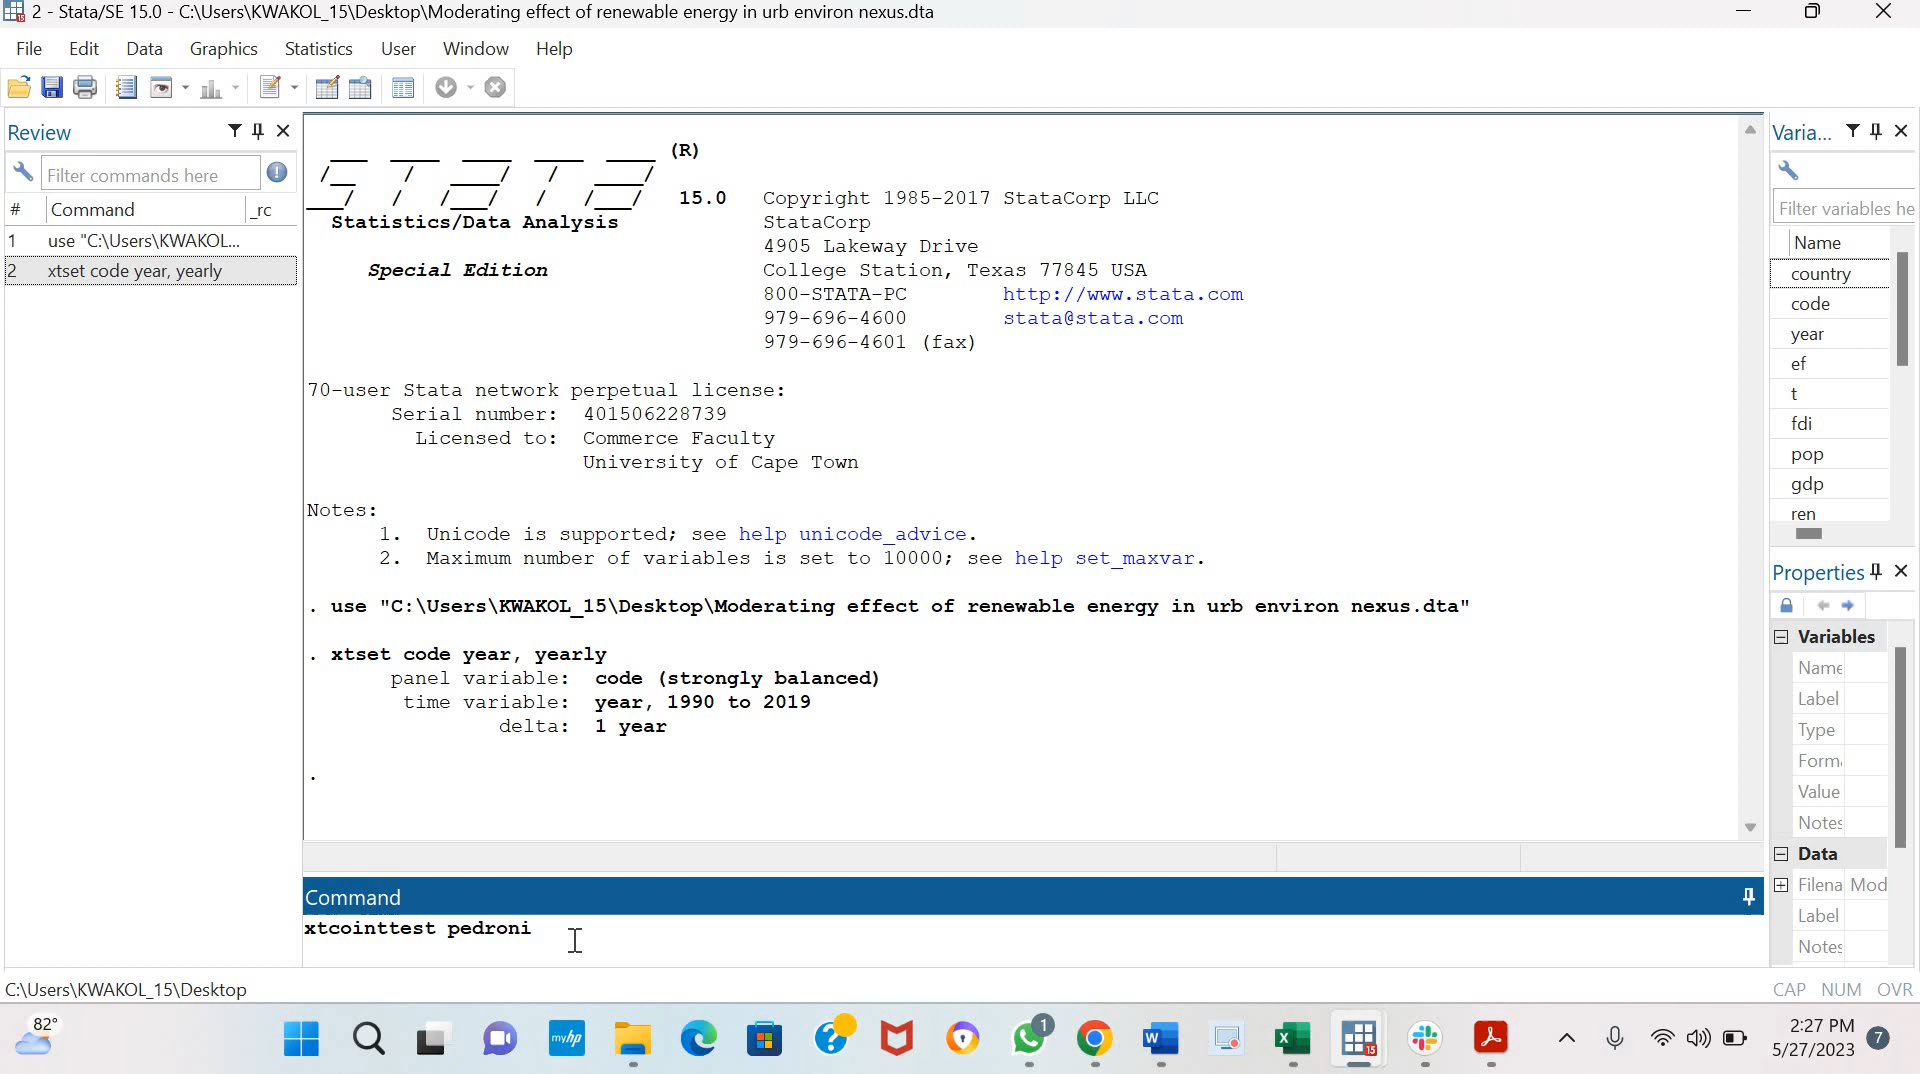 2 - Stata/SE 15.0 - C:\Users\KWAKOL_15\Desktop\Moderating effect of renewable energy in urb environ nexus.dta
File Edit Data Graphics Statistics User Window Help
Review
Filter commands here
# Command _rc
1 use "C:\Users\KWAKOL...
2 xtset code year, yearly
(R)
STATA
15.0 Copyright 1985-2017 StataCorp LLC
Statistics/Data Analysis StataCorp
4905 Lakeway Drive
Special Edition College Station, Texas 77845 USA
800-STATA-PC http://www.stata.com
979-696-4600 stata@stata.com
979-696-4601 (fax)
70-user Stata network perpetual license:
Serial number: 401506228739
Licensed to: Commerce Faculty
University of Cape Town
Notes:
1. Unicode is supported; see help unicode_advice.
2. Maximum number of variables is set to 10000; see help set_maxvar.
. use "C:\Users\KWAKOL_15\Desktop\Moderating effect of renewable energy in urb environ nexus.dta"
. xtset code year, yearly
panel variable: code (strongly balanced)
time variable: year, 1990 to 2019
delta: 1 year
.
Command
xtcointtest pedroni
Varia...
Filter variables he
Name
country
code
year
ef
t
fdi
pop
gdp
ren
Properties
Variables
Name
Label
Type
Forma
Value
Notes
Data
Filena Mod
Label
Notes
C:\Users\KWAKOL_15\Desktop
CAP NUM OVR
82°
myhp
1
W
15
2:27 PM
5/27/2023
7